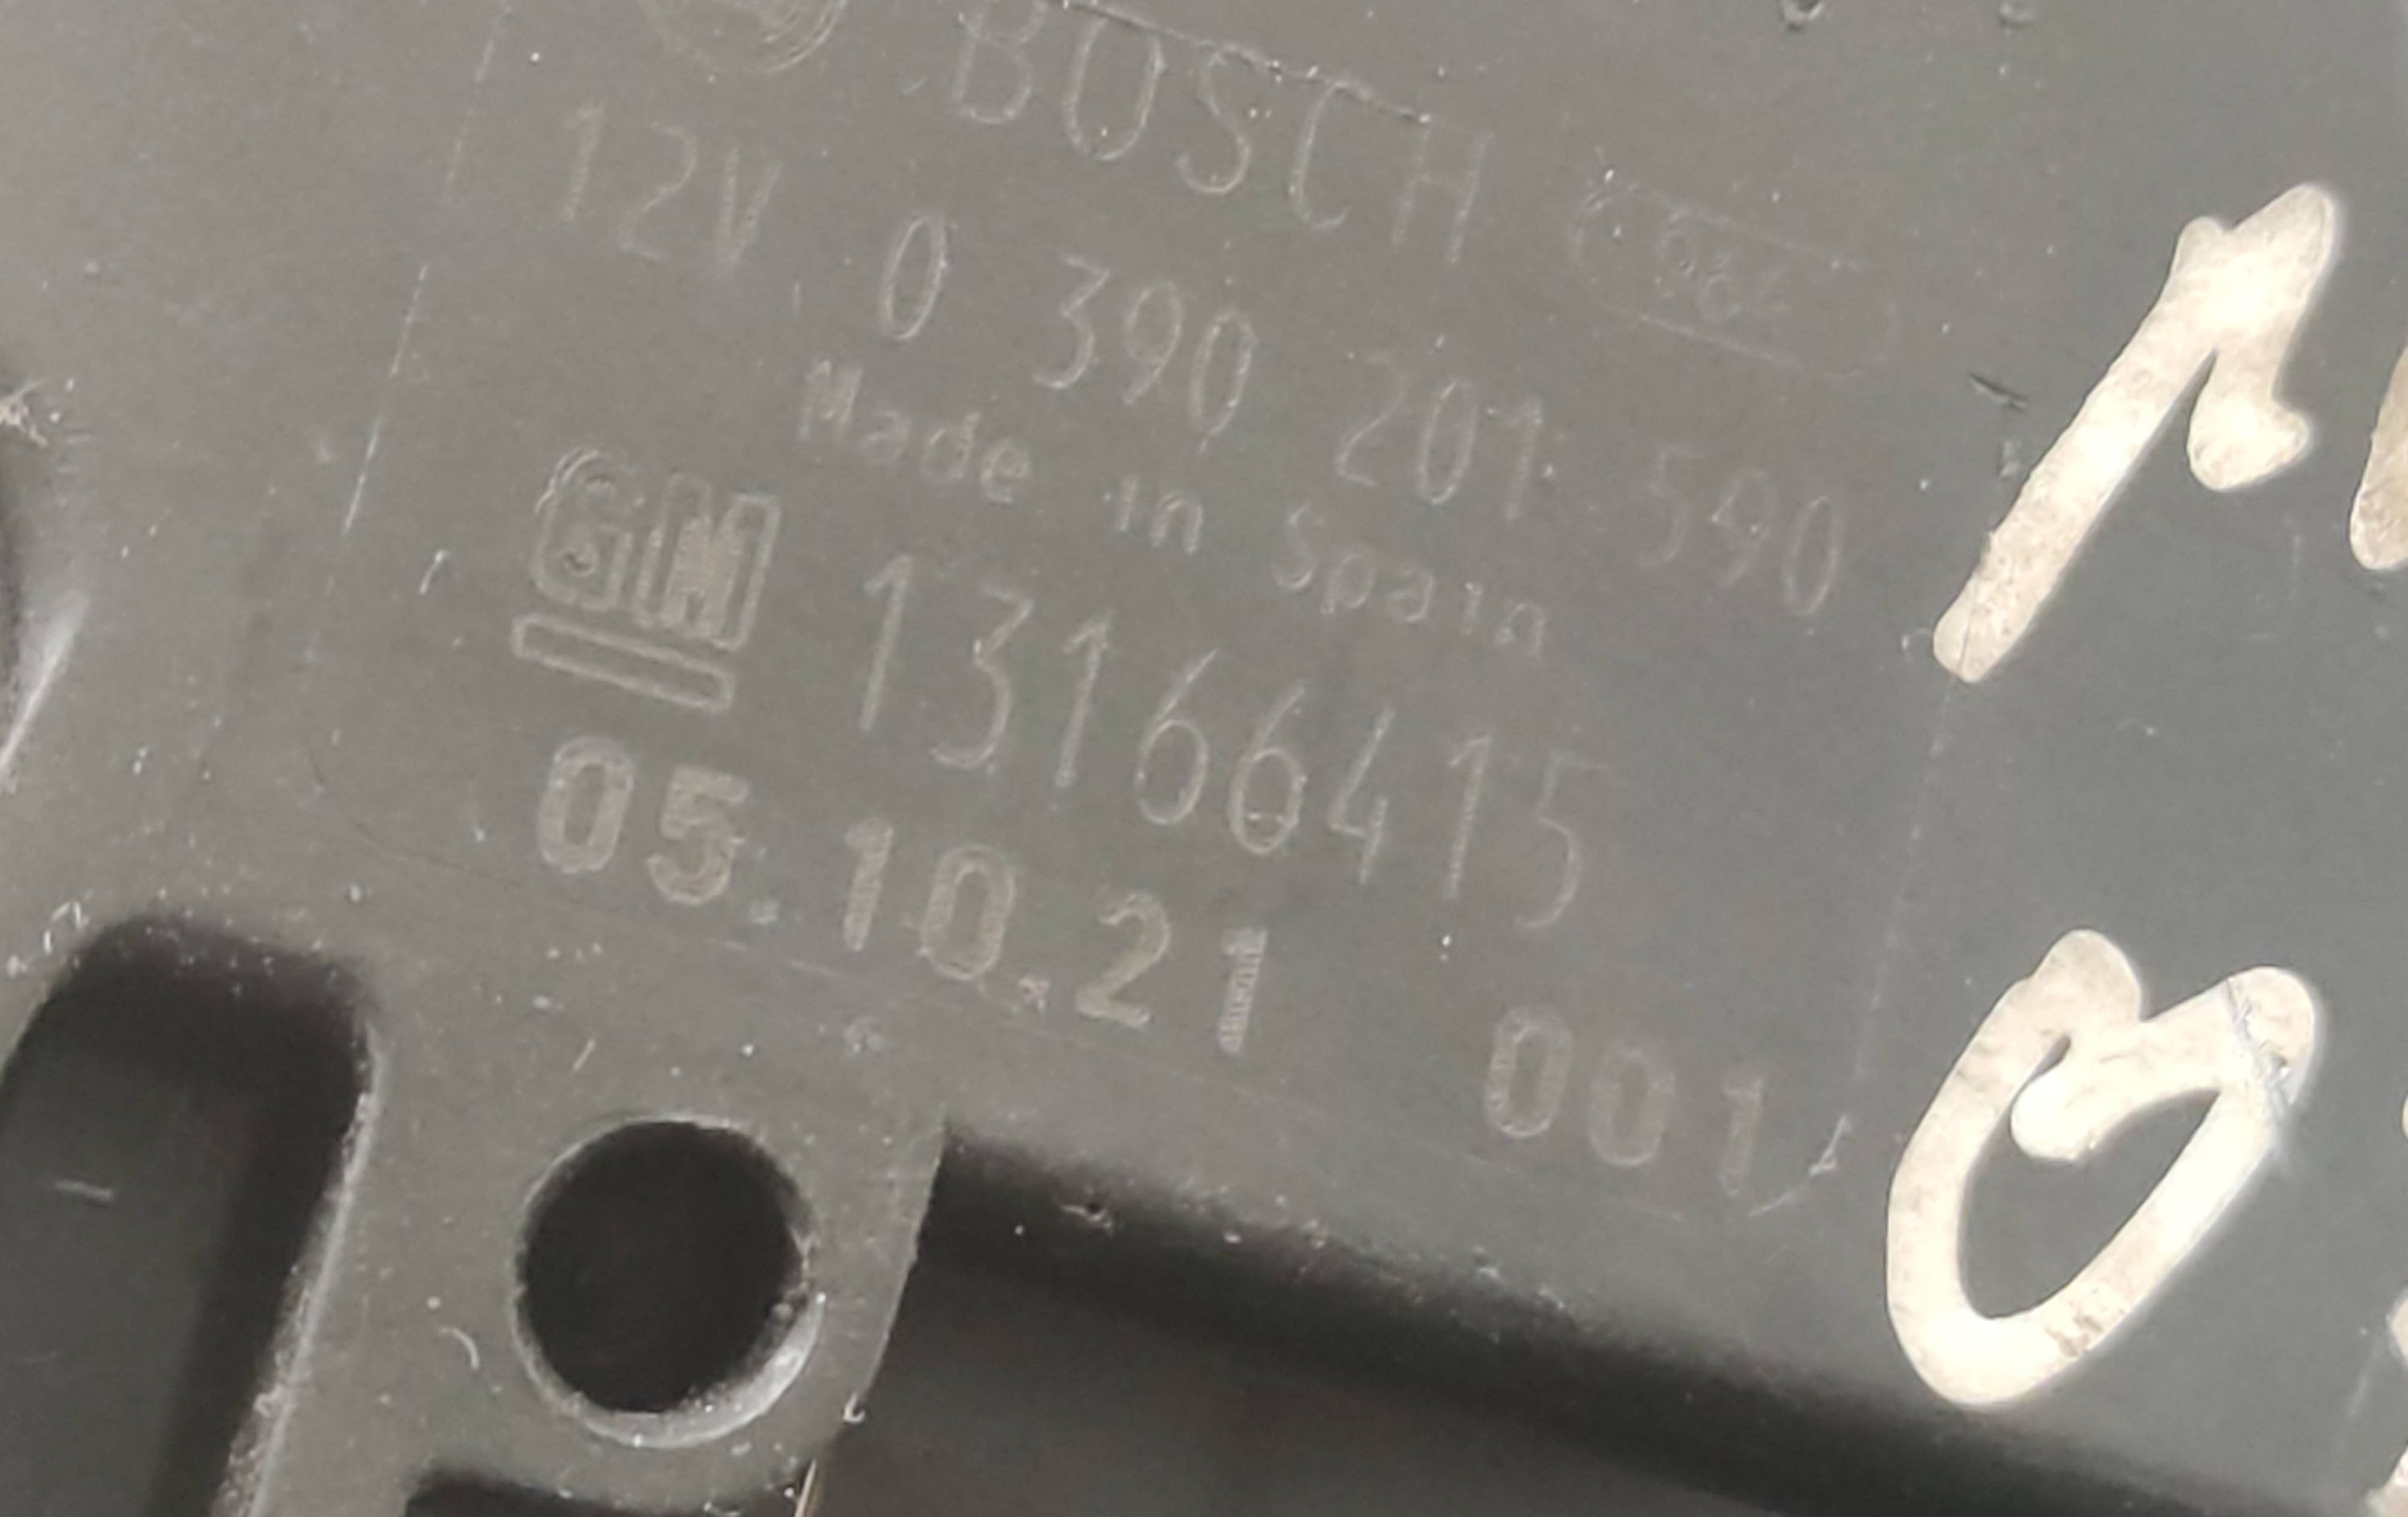 BOSCH
12V 0 390 201 590
Made in Spain
GM 13166415
05.10.21 001